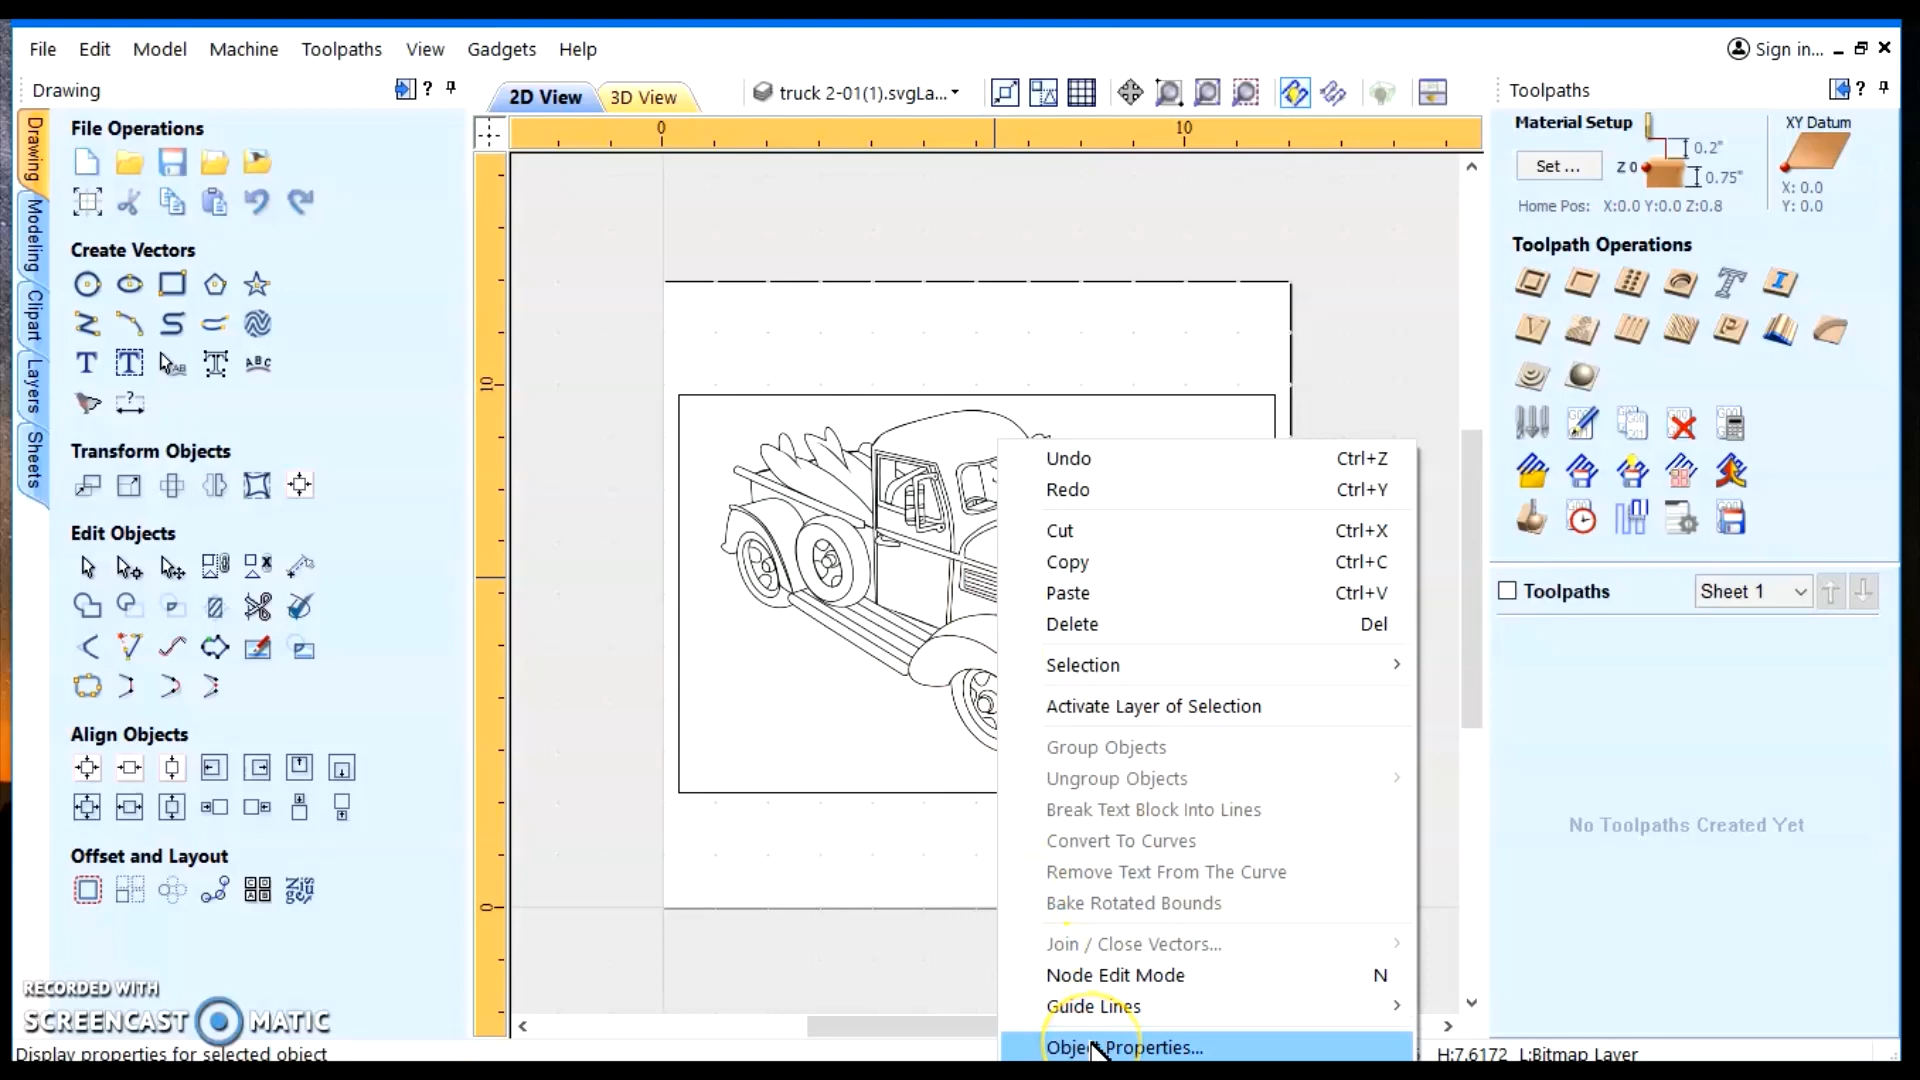 File Edit Model Machine Toolpaths View Gadgets Help
Sign in...
Drawing
2D View
3D View
truck 2-01(1).svgLa...
Toolpaths
Drawing
Modeling
Clipart
Layers
Sheets
File Operations
Create Vectors
Transform Objects
Edit Objects
Align Objects
Offset and Layout
0
10
10
0
Undo Ctrl+Z
Redo Ctrl+Y
Cut Ctrl+X
Copy Ctrl+C
Paste Ctrl+V
Delete Del
Selection
Activate Layer of Selection
Group Objects
Ungroup Objects
Break Text Block Into Lines
Convert To Curves
Remove Text From The Curve
Bake Rotated Bounds
Join / Close Vectors...
Node Edit Mode N
Guide Lines
Object Properties...
Material Setup
XY Datum
Set ...
Z 0
0.2"
0.75"
X: 0.0
Y: 0.0
Home Pos: X:0.0 Y:0.0 Z:0.8
Toolpath Operations
Toolpaths
Sheet 1
No Toolpaths Created Yet
RECORDED WITH
SCREENCAST MATIC
Display properties for selected object
H:7.6172 L:Bitmap Layer